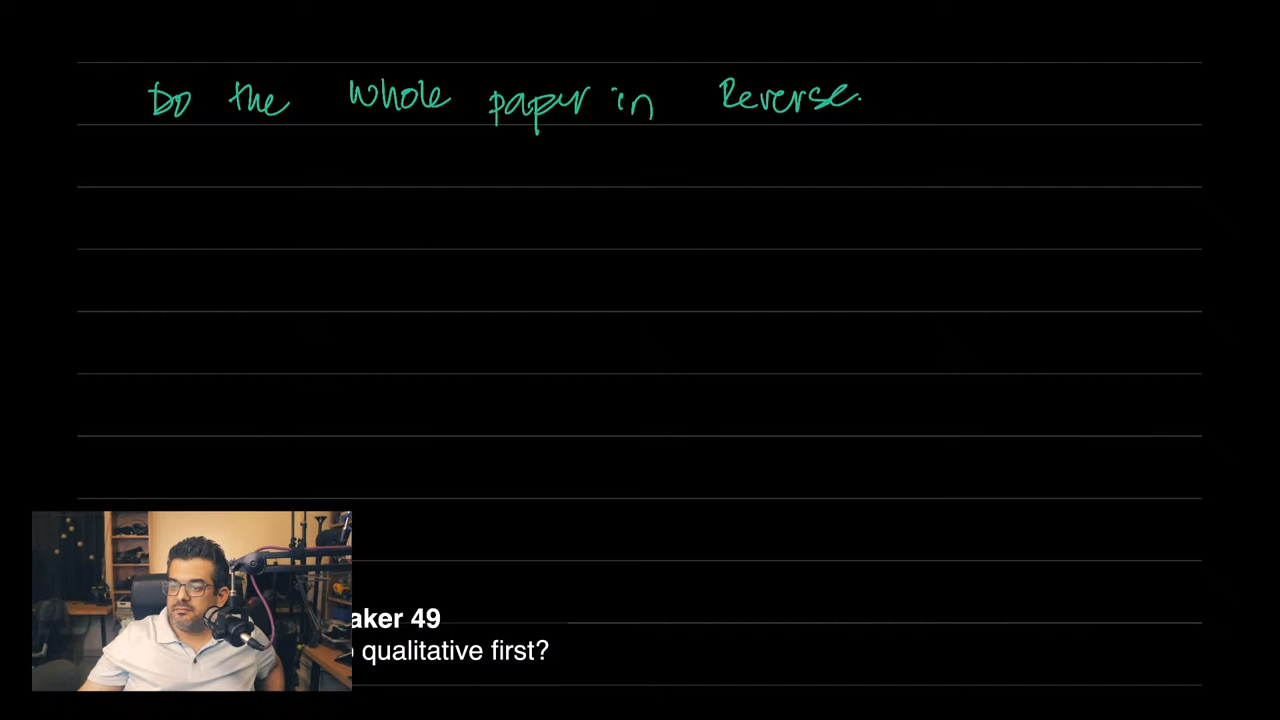 Do the whole paper in Reverse.
aker 49
qualitative first?